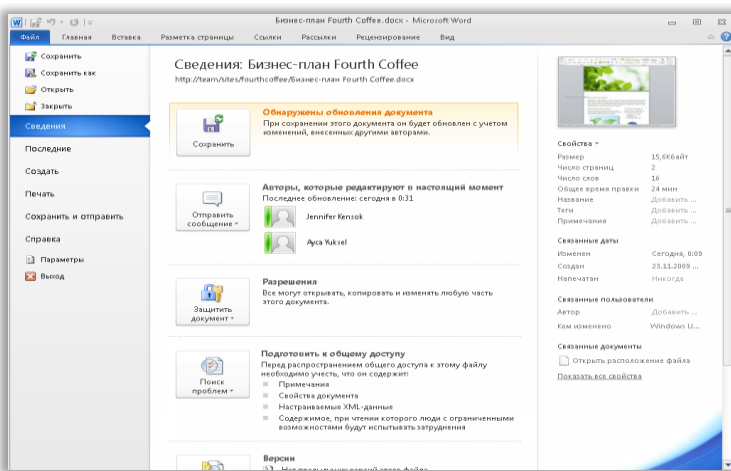 Бизнес-план Fourth Coffee.docx - Microsoft Word
Файл Главная Вставка Разметка страницы Ссылки Рассылки Рецензирование Вид
Сохранить
Сохранить как
Открыть
Закрыть
Сведения
Последние
Создать
Печать
Сохранить и отправить
Справка
Параметры
Выход
Сведения: Бизнес-план Fourth Coffee
http://team/sites/fourthcoffee/Бизнес-план Fourth Coffee.docx
Сохранить
Обнаружены обновления документа
При сохранении этого документа он будет обновлен с учетом
изменений, внесенных другими авторами.
Отправить
сообщение
Авторы, которые редактируют в настоящий момент
Последнее обновление: сегодня в 0:31
Jennifer Kensok
Ayca Yuksel
Защитить
документ
Разрешения
Все могут открывать, копировать и изменять любую часть
этого документа.
Поиск
проблем
Подготовить к общему доступу
Перед распространением общего доступа к этому файлу
необходимо учесть, что он содержит:
Примечания
Свойства документа
Настраиваемые XML-данные
Содержимое, при чтении которого люди с ограниченными
возможностями будут испытывать затруднения
Версии
Нет предыдущих версий этого файла
Свойства
Размер 15,6Кбайт
Число страниц 2
Число слов 16
Общее время правки 24 мин
Название Добавить ...
Теги Добавить ...
Примечания Добавить ...
Связанные даты
Изменен Сегодня, 0:09
Создан 23.11.2009 ...
Напечатан Никогда
Связанные пользователи
Автор Добавить ...
Кем изменено Windows U...
Связанные документы
Открыть расположение файла
Показать все свойства